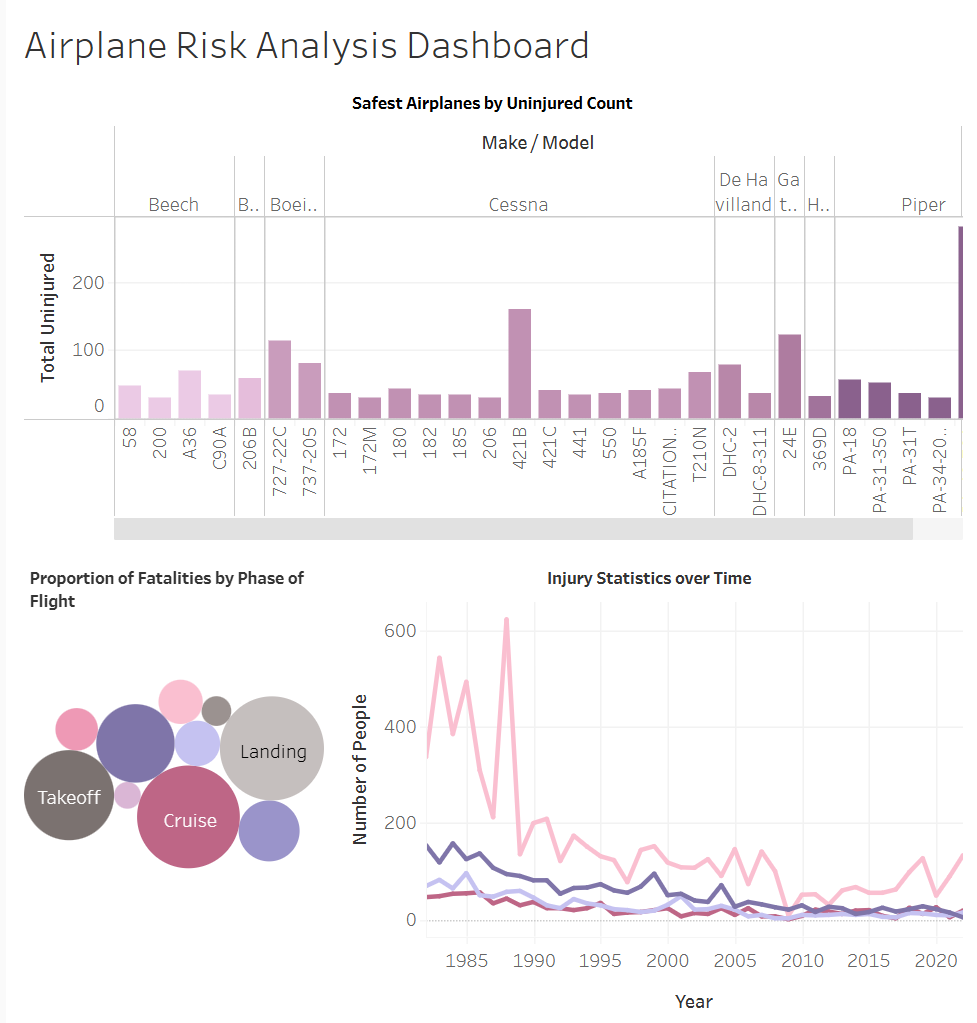 Airplane Risk Analysis Dashboard
Safest Airplanes by Uninjured Count
Make / Model
Beech
B..
Boei..
Cessna
De Ha
villand
Ga
t..
H..
Piper
Total Uninjured
200
100
0
58
200
A36
C90A
206B
727-22C
737-205
172
172M
180
182
185
206
421B
421C
441
550
A185F
CITATION..
T210N
DHC-2
DHC-8-311
24E
369D
PA-18
PA-31-350
PA-31T
PA-34-20..
Proportion of Fatalities by Phase of
Flight
Takeoff
Cruise
Landing
Injury Statistics over Time
Number of People
600
400
200
0
1985
1990
1995
2000
2005
2010
2015
2020
Year